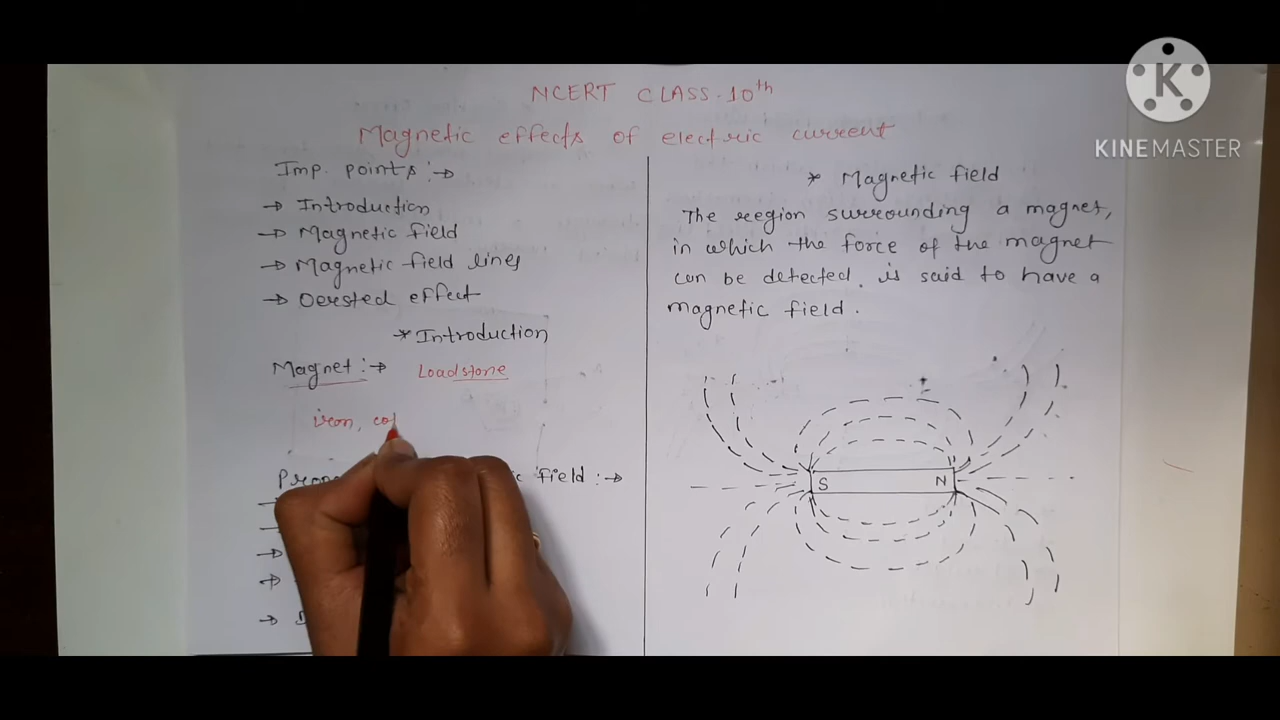 NCERT CLASS.10th
Magnetic effects of electric current
Imp. points :→
→ Introduction
→ Magnetic field
→ Magnetic field lines
→ Oersted effect
* Introduction
Magnet :→ Loadstone
iron,
field :→
* Magnetic field
The reegion surrounding a magnet,
in which the force of the magnet
can be detected. is said to have a
magnetic field.
S N
K
KINEMASTER